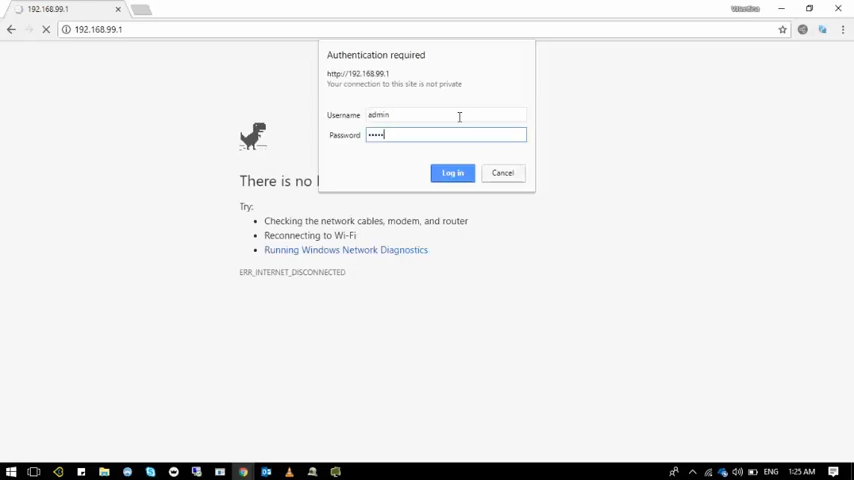 192.168.99.1
Valentina
192.168.99.1
Authentication required
http://192.168.99.1
Your connection to this site is not private
Username admin
Password •••••
Log in Cancel
There is no
Try:
• Checking the network cables, modem, and router
• Reconnecting to Wi-Fi
• Running Windows Network Diagnostics
ERR_INTERNET_DISCONNECTED
ENG 1:25 AM